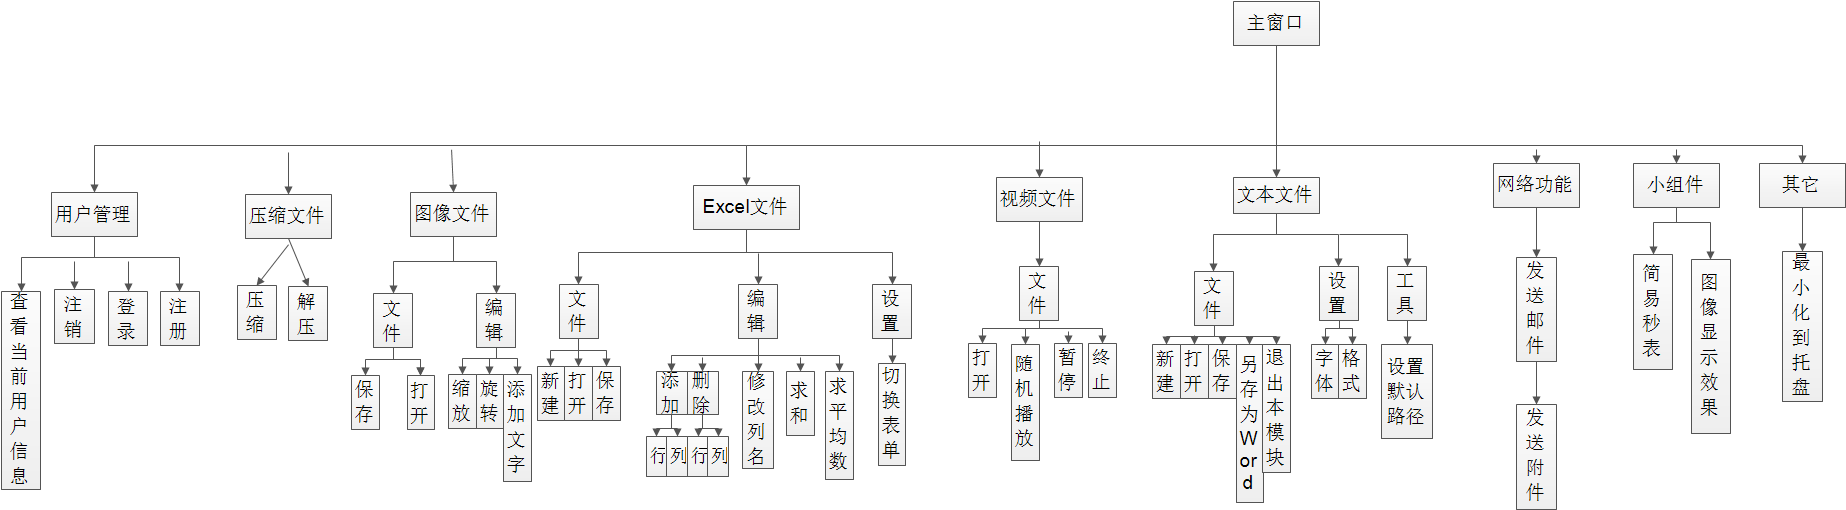 主窗口
用户管理
压缩文件
图像文件
Excel文件
视频文件
文本文件
网络功能
小组件
其它
查看当前用户信息
注销
登录
注册
压缩
解压
文件
编辑
文件
编辑
设置
文件
文件
设置
工具
发送邮件
简易秒表
图像显示效果
最小化到托盘
保存
打开
缩放
旋转
添加文字
新建
打开
保存
添加
删除
修改列名
求和
求平均数
切换表单
打开
随机播放
暂停
终止
新建
打开
保存
另存为Word
退出本模块
字体
格式
设置默认路径
行
列
行
列
发送附件